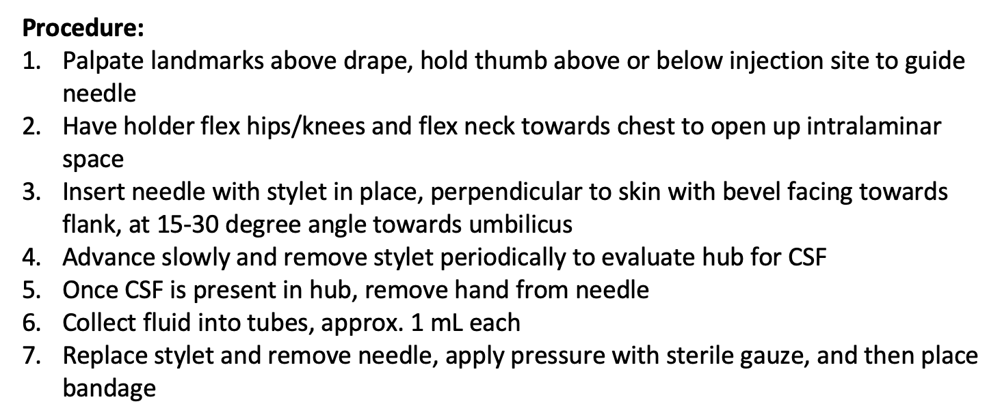 Procedure:
1. Palpate landmarks above drape, hold thumb above or below injection site to guide
needle
2. Have holder flex hips/knees and flex neck towards chest to open up intralaminar
space
3. Insert needle with stylet in place, perpendicular to skin with bevel facing towards
flank, at 15-30 degree angle towards umbilicus
4. Advance slowly and remove stylet periodically to evaluate hub for CSF
5. Once CSF is present in hub, remove hand from needle
6. Collect fluid into tubes, approx. 1 mL each
7. Replace stylet and remove needle, apply pressure with sterile gauze, and then place
bandage